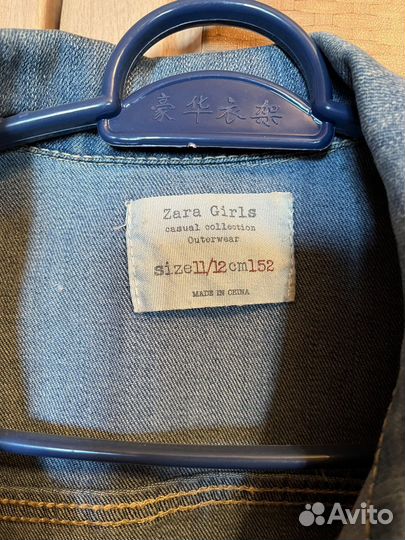 豪华衣架
Zara Girls
casual collection
Outerwear
size11/12cm152
MADE IN CHINA
Avito